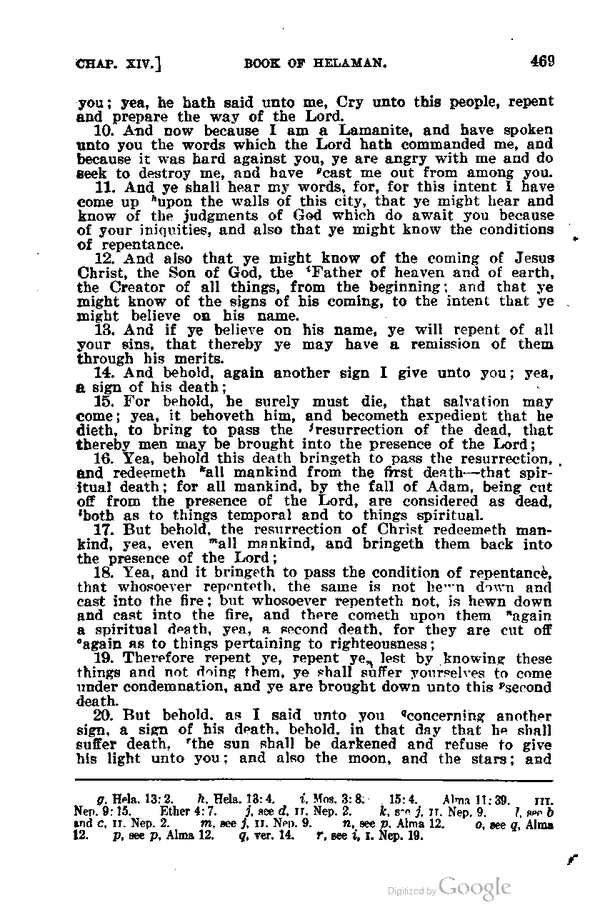 CHAP. XIV.] BOOK OF HELAMAN. 469
you; yea, he hath said unto me, Cry unto this people, repent
and prepare the way of the Lord.
10. And now because I am a Lamanite, and have spoken
unto you the words which the Lord hath commanded me, and
because it was hard against you, ye are angry with me and do
seek to destroy me, and have ᵍcast me out from among you.
11. And ye shall hear my words, for, for this intent I have
come up ʰupon the walls of this city, that ye might hear and
know of the judgments of God which do await you because
of your iniquities, and also that ye might know the conditions
of repentance.
12. And also that ye might know of the coming of Jesus
Christ, the Son of God, the ⁱFather of heaven and of earth,
the Creator of all things, from the beginning; and that ye
might know of the signs of his coming, to the intent that ye
might believe on his name.
13. And if ye believe on his name, ye will repent of all
your sins, that thereby ye may have a remission of them
through his merits.
14. And behold, again another sign I give unto you; yea,
a sign of his death;
15. For behold, he surely must die, that salvation may
come; yea, it behoveth him, and becometh expedient that he
dieth, to bring to pass the ʲresurrection of the dead, that
thereby men may be brought into the presence of the Lord;
16. Yea, behold this death bringeth to pass the resurrection,
and redeemeth ᵏall mankind from the first death—that spir-
itual death; for all mankind, by the fall of Adam, being cut
off from the presence of the Lord, are considered as dead,
ˡboth as to things temporal and to things spiritual.
17. But behold, the resurrection of Christ redeemeth man-
kind, yea, even ᵐall mankind, and bringeth them back into
the presence of the Lord;
18. Yea, and it bringeth to pass the condition of repentance,
that whosoever repenteth, the same is not hewn down and
cast into the fire; but whosoever repenteth not, is hewn down
and cast into the fire, and there cometh upon them ⁿagain
a spiritual death, yea, a second death, for they are cut off
ᵒagain as to things pertaining to righteousness;
19. Therefore repent ye, repent ye, lest by knowing these
things and not doing them, ye shall suffer yourselves to come
under condemnation, and ye are brought down unto this ᵖsecond
death.
20. But behold, as I said unto you ᑫconcerning another
sign, a sign of his death, behold, in that day that he shall
suffer death, ʳthe sun shall be darkened and refuse to give
his light unto you; and also the moon, and the stars; and
g, Hela. 13: 2. h, Hela. 13: 4. i, Mos. 3: 8. 15: 4. Alma 11: 39. III.
Nep. 9: 15. Ether 4: 7. j, see d, II. Nep. 2. k, see j, II. Nep. 9. l, see b
and c, II. Nep. 2. m, see j, II. Nep. 9. n, see p, Alma 12. o, see q, Alma
12. p, see p, Alma 12. q, ver. 14. r, see i, I. Nep. 19.
Digitized by Google